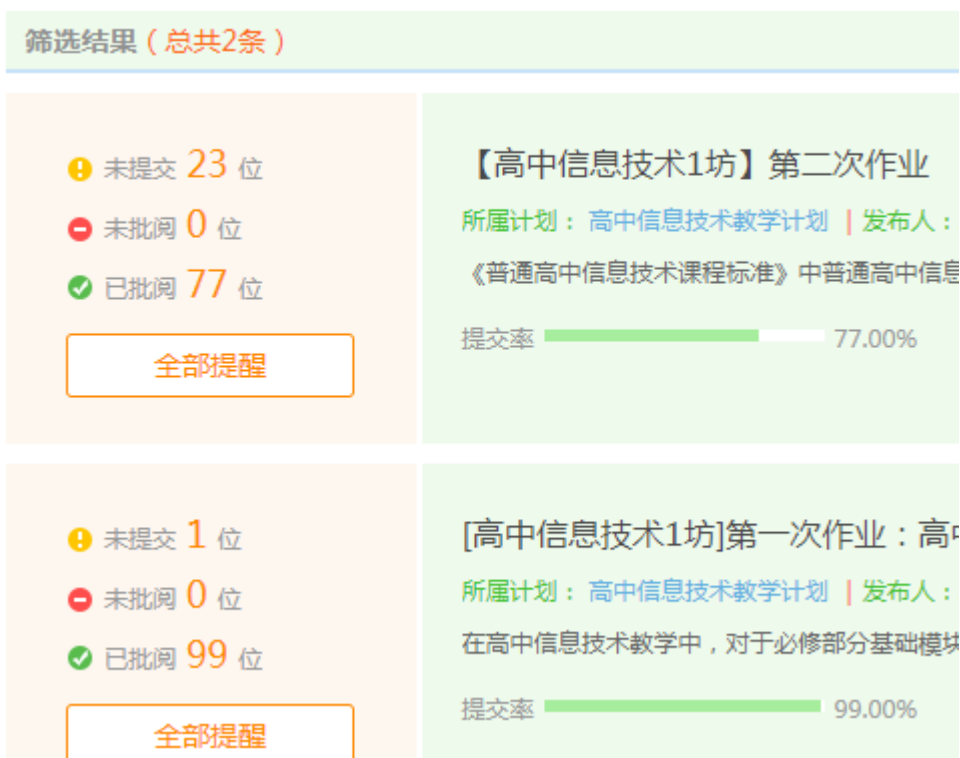 筛选结果（总共2条）
未提交 23 位
未批阅 0 位
已批阅 77 位
全部提醒
【高中信息技术1坊】第二次作业
所属计划： 高中信息技术教学计划 | 发布人：
《普通高中信息技术课程标准》中普通高中信息
提交率 77.00%
未提交 1 位
未批阅 0 位
已批阅 99 位
全部提醒
[高中信息技术1坊]第一次作业：高中
所属计划： 高中信息技术教学计划 | 发布人：
在高中信息技术教学中，对于必修部分基础模块
提交率 99.00%